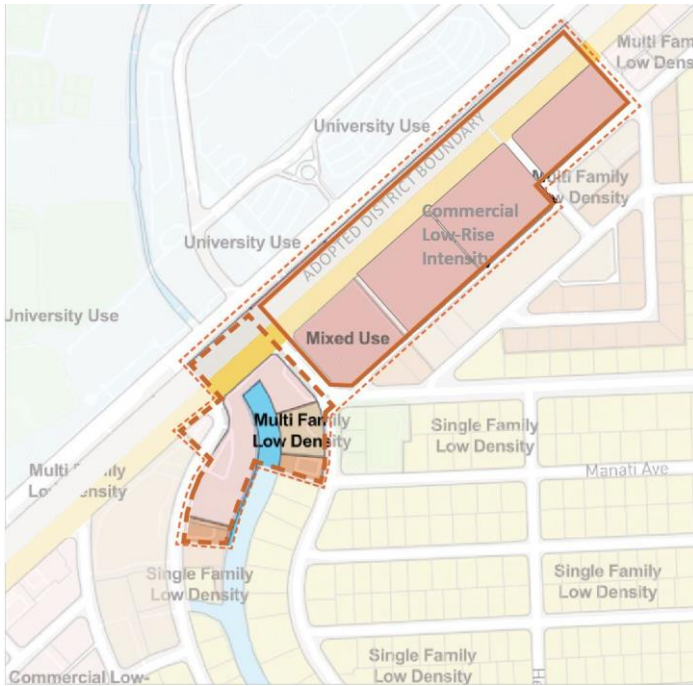 Multi Fam
Low Den
University Use
ADOPTED DISTRICT BOUNDARY
Multi Family
Low Density
Commercial
Low-Rise
Intensity
University Use
University Use
Mixed Use
Multi Family
Low Density
Single Family
Low Density
Manati Ave
Multi Family
Low Density
Single Family
Low Density
Single Family
Low Density
Single Family
Low Density
Commercial Low-